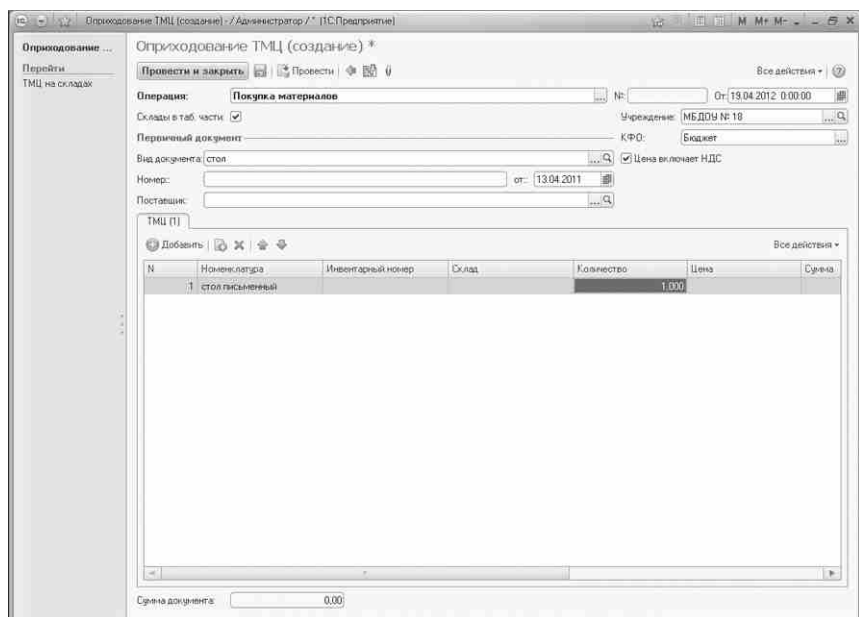 Оприходование ТМЦ (создание) - / Администратор / * (1С:Предприятие) M M+ M-
Оприходование ...
Перейти
ТМЦ на складах
Оприходование ТМЦ (создание) *
Провести и закрыть Провести Все действия
Операция: Покупка материалов ... №: От: 19.04.2012 0:00:00
Склады в таб. части: Учреждение: МБДОУ № 18 ...
Первичный документ КФО: Бюджет ...
Вид документа: стол ... Цена включает НДС
Номер: от: 13.04.2011
Поставщик: ...
ТМЦ (1)
Добавить Все действия
N Номенклатура Инвентарный номер Склад Количество Цена Сумма
1 стол письменный 1,000
Сумма документа: 0,00